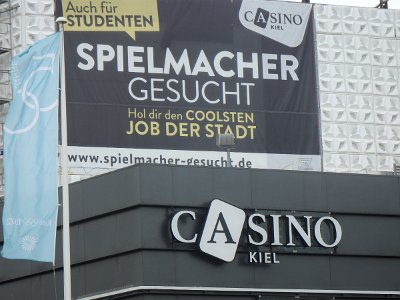 Auch für
STUDENTEN
CASINO
KIEL
SPIELMACHER
GESUCHT
Hol dir den COOLSTEN
JOB DER STADT
www.spielmacher-gesucht.de
CASINO
KIEL